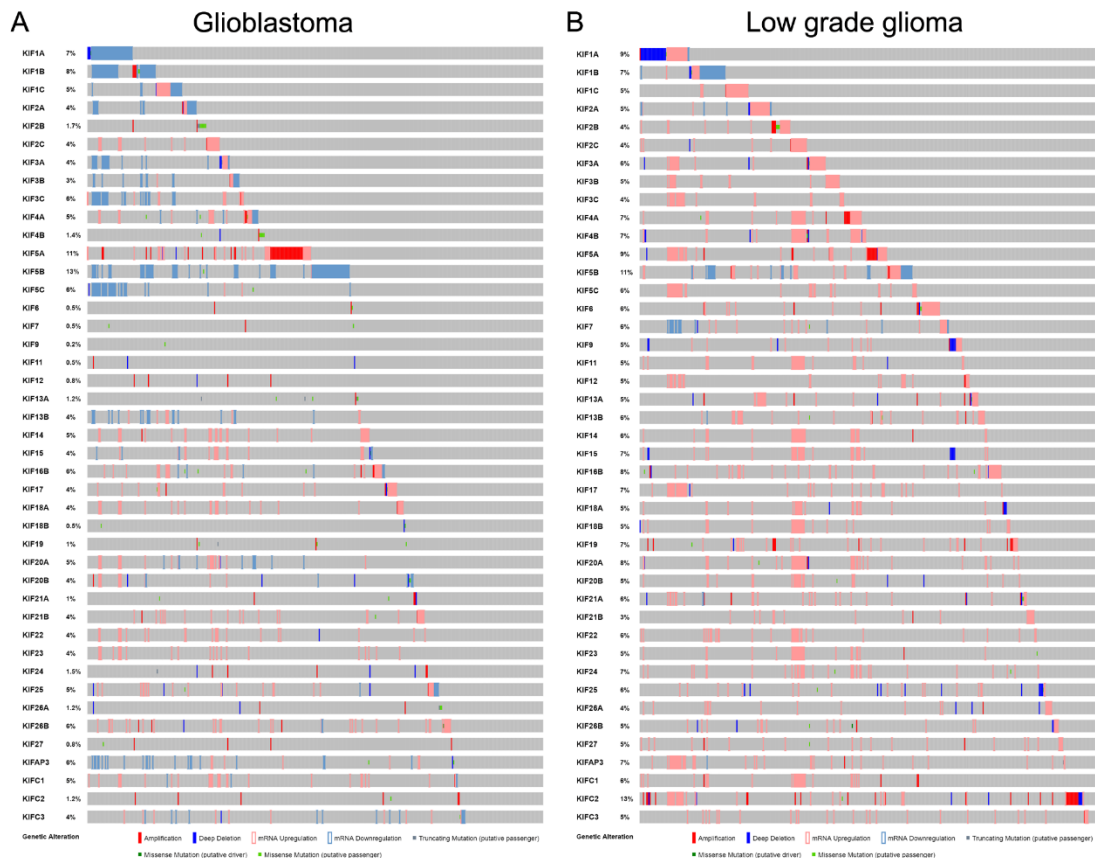 A Glioblastoma
KIF1A 7%
KIF1B 8%
KIF1C 5%
KIF2A 4%
KIF2B 1.7%
KIF2C 4%
KIF3A 4%
KIF3B 3%
KIF3C 6%
KIF4A 5%
KIF4B 1.4%
KIF5A 11%
KIF5B 13%
KIF5C 6%
KIF6 0.5%
KIF7 0.5%
KIF9 0.2%
KIF11 0.5%
KIF12 0.8%
KIF13A 1.2%
KIF13B 4%
KIF14 5%
KIF15 4%
KIF16B 6%
KIF17 4%
KIF18A 4%
KIF18B 0.5%
KIF19 1%
KIF20A 5%
KIF20B 4%
KIF21A 1%
KIF21B 4%
KIF22 4%
KIF23 4%
KIF24 1.5%
KIF25 5%
KIF26A 1.2%
KIF26B 6%
KIF27 0.8%
KIFAP3 6%
KIFC1 5%
KIFC2 1.2%
KIFC3 4%
Genetic Alteration Amplification Deep Deletion mRNA Upregulation mRNA Downregulation Truncating Mutation (putative passenger)
Missense Mutation (putative driver) Missense Mutation (putative passenger)
B Low grade glioma
KIF1A 9%
KIF1B 7%
KIF1C 5%
KIF2A 5%
KIF2B 4%
KIF2C 4%
KIF3A 6%
KIF3B 5%
KIF3C 4%
KIF4A 7%
KIF4B 7%
KIF5A 9%
KIF5B 11%
KIF5C 6%
KIF6 6%
KIF7 6%
KIF9 5%
KIF11 5%
KIF12 5%
KIF13A 5%
KIF13B 6%
KIF14 6%
KIF15 7%
KIF16B 8%
KIF17 7%
KIF18A 5%
KIF18B 5%
KIF19 7%
KIF20A 8%
KIF20B 5%
KIF21A 6%
KIF21B 3%
KIF22 6%
KIF23 5%
KIF24 7%
KIF25 6%
KIF26A 4%
KIF26B 5%
KIF27 5%
KIFAP3 7%
KIFC1 6%
KIFC2 13%
KIFC3 5%
Genetic Alteration Amplification Deep Deletion mRNA Upregulation mRNA Downregulation Truncating Mutation (putative passenger)
Missense Mutation (putative driver) Missense Mutation (putative passenger)